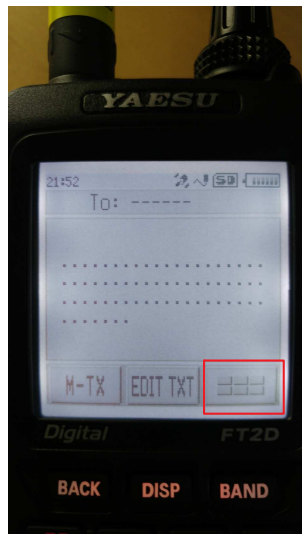 YAESU
21:52 SD
To: ------
M-TX EDIT TXT
Digital FT2D
BACK DISP BAND